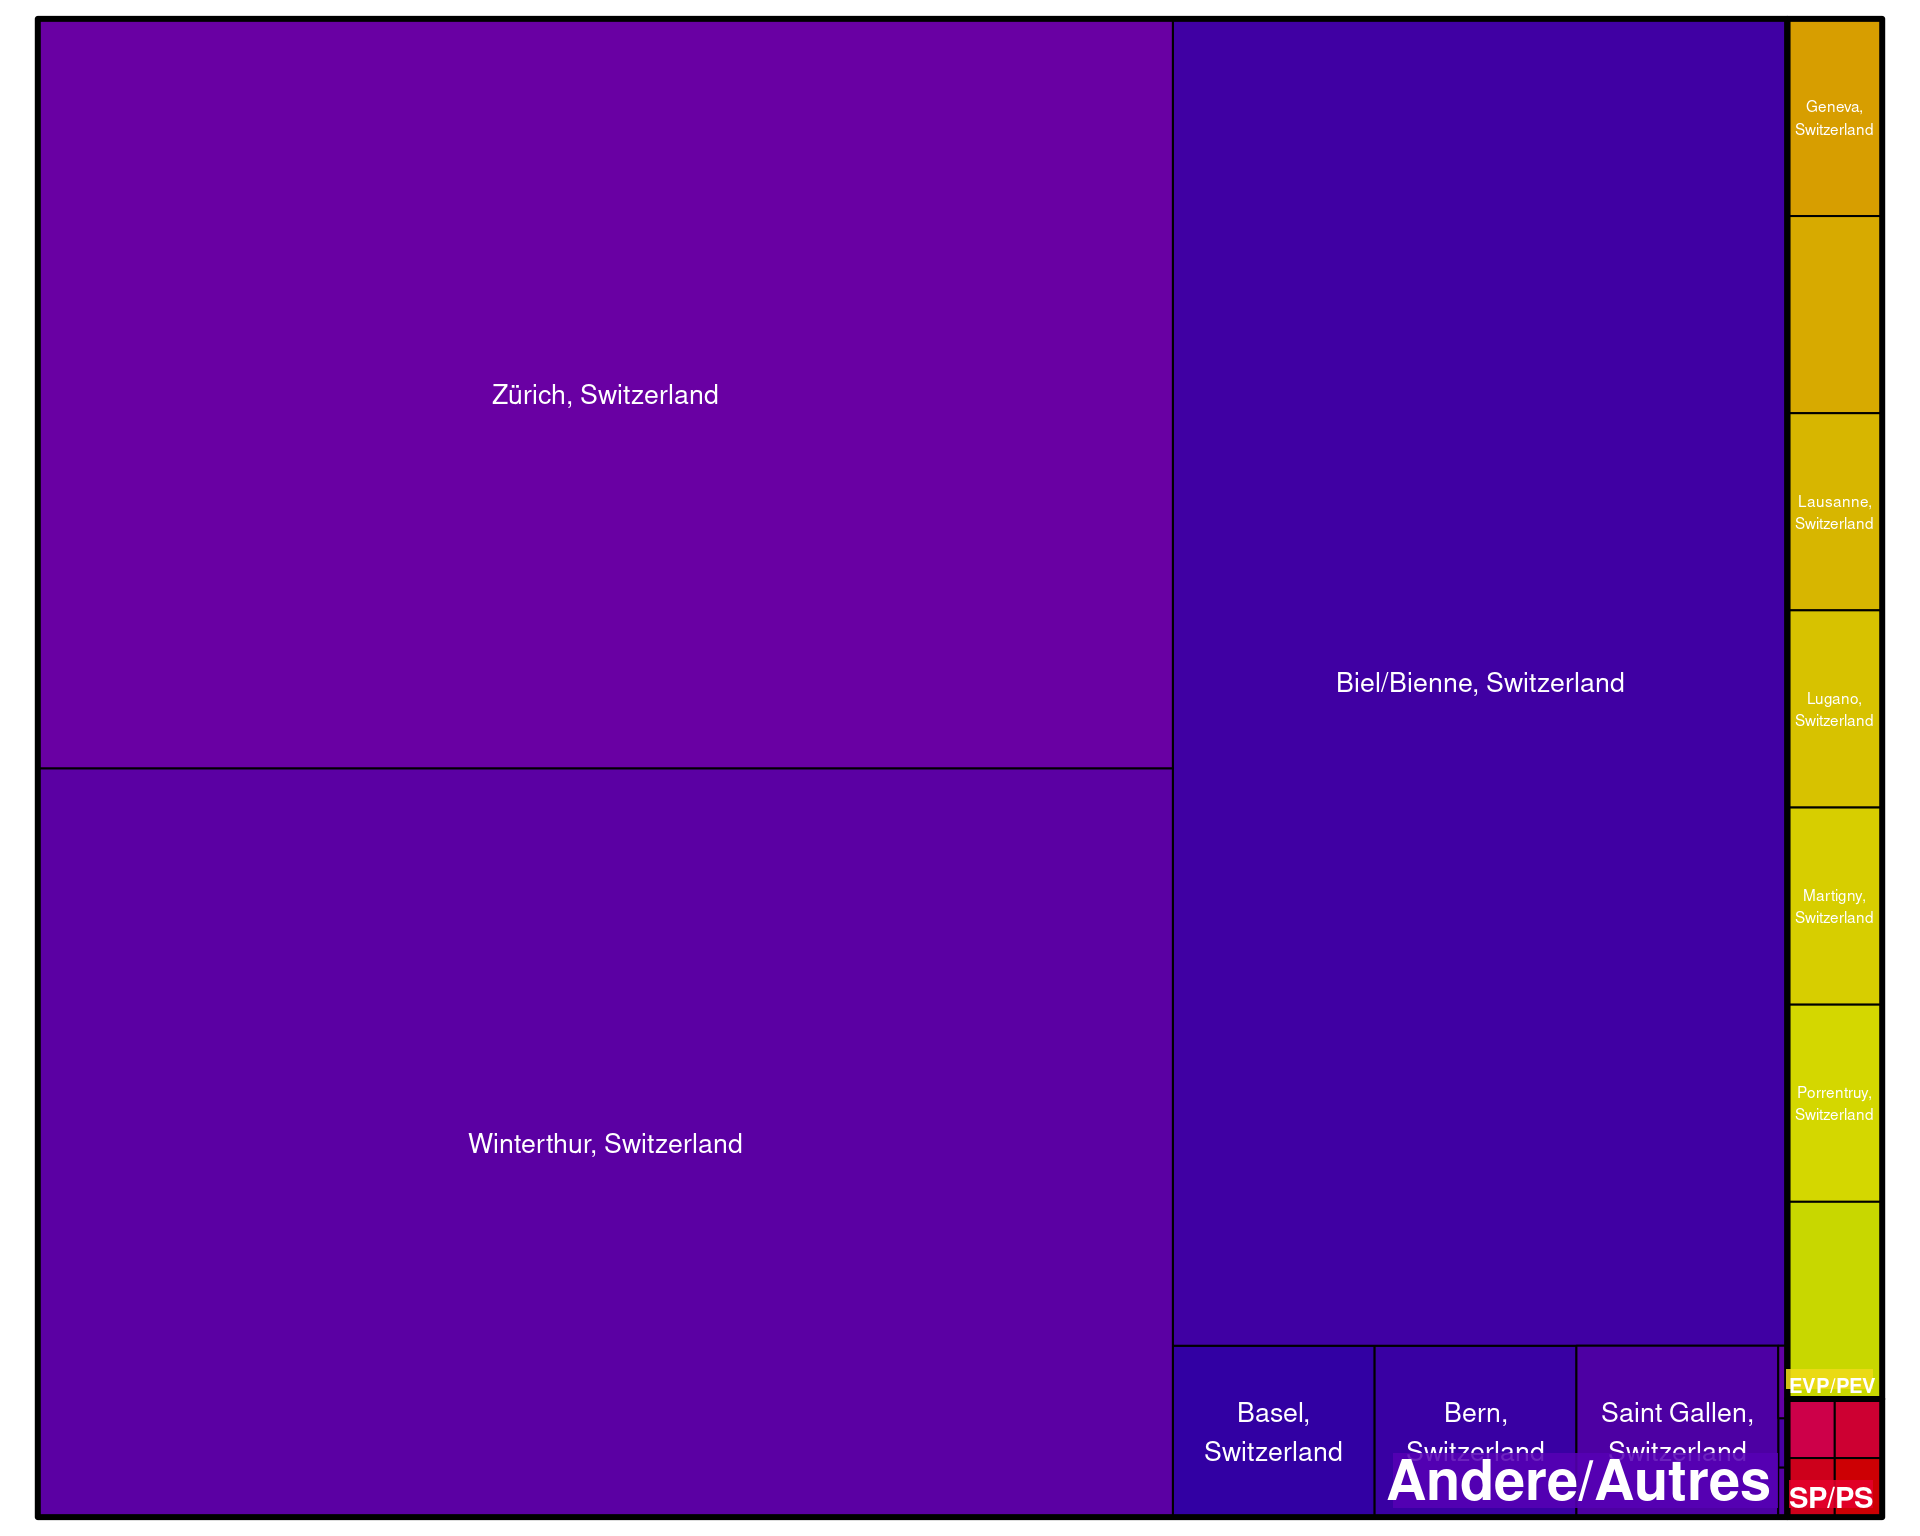 Zürich, Switzerland
Winterthur, Switzerland
Biel/Bienne, Switzerland
Basel,
Switzerland
Bern,
Switzerland
Saint Gallen,
Switzerland
Andere/Autres
Geneva,
Switzerland
Lausanne,
Switzerland
Lugano,
Switzerland
Martigny,
Switzerland
Porrentruy,
Switzerland
EVP/PEV
SP/PS